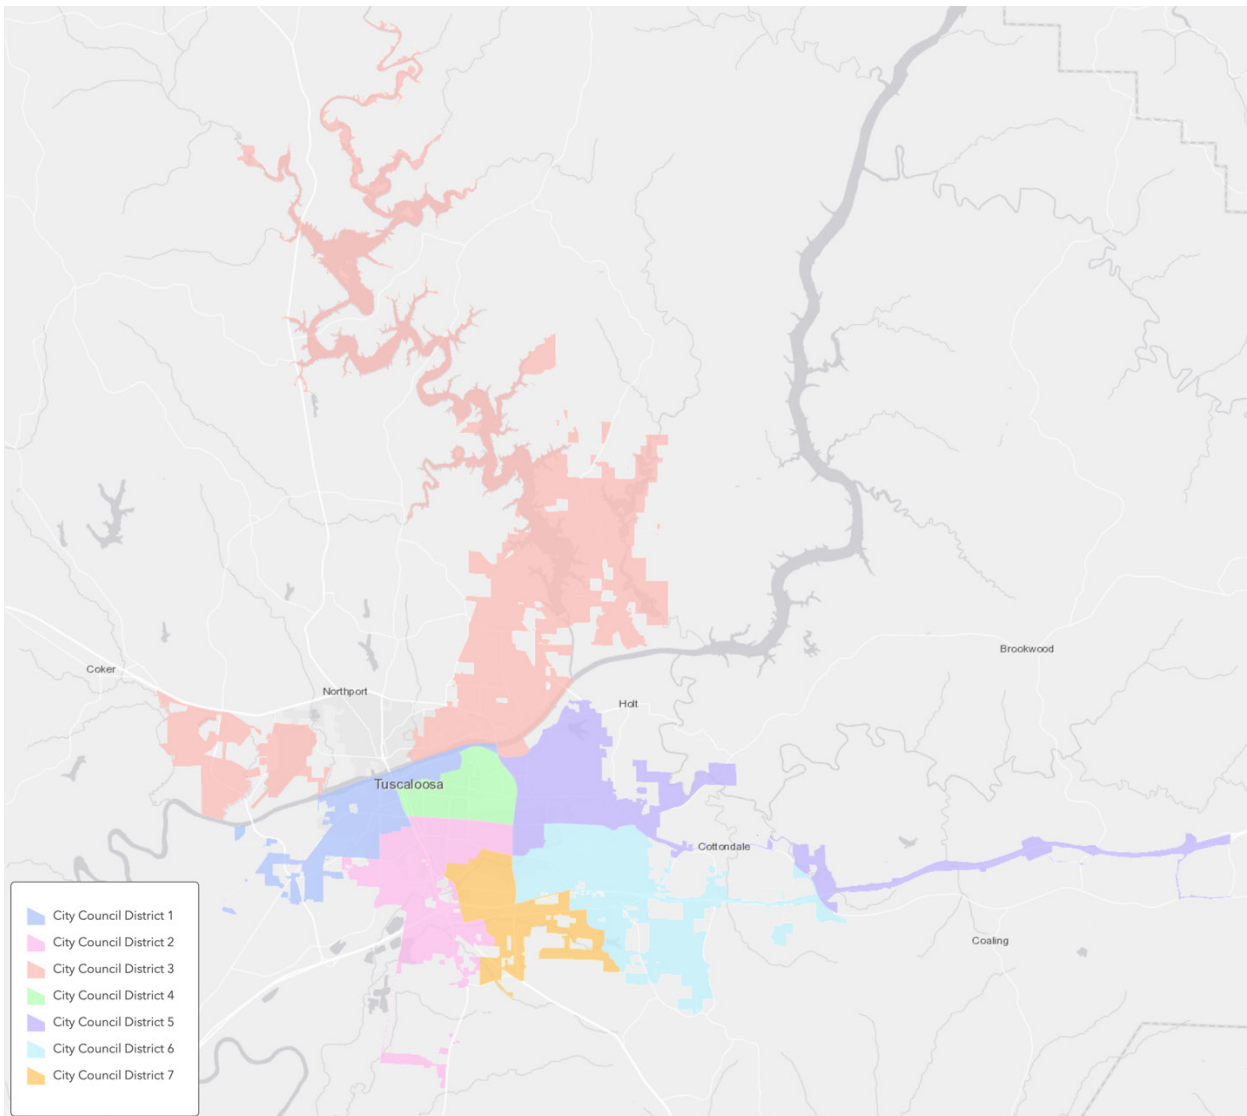 Coker
Northport
Brookwood
Holt
Tuscaloosa
Cottondale
Coaling
City Council District 1
City Council District 2
City Council District 3
City Council District 4
City Council District 5
City Council District 6
City Council District 7